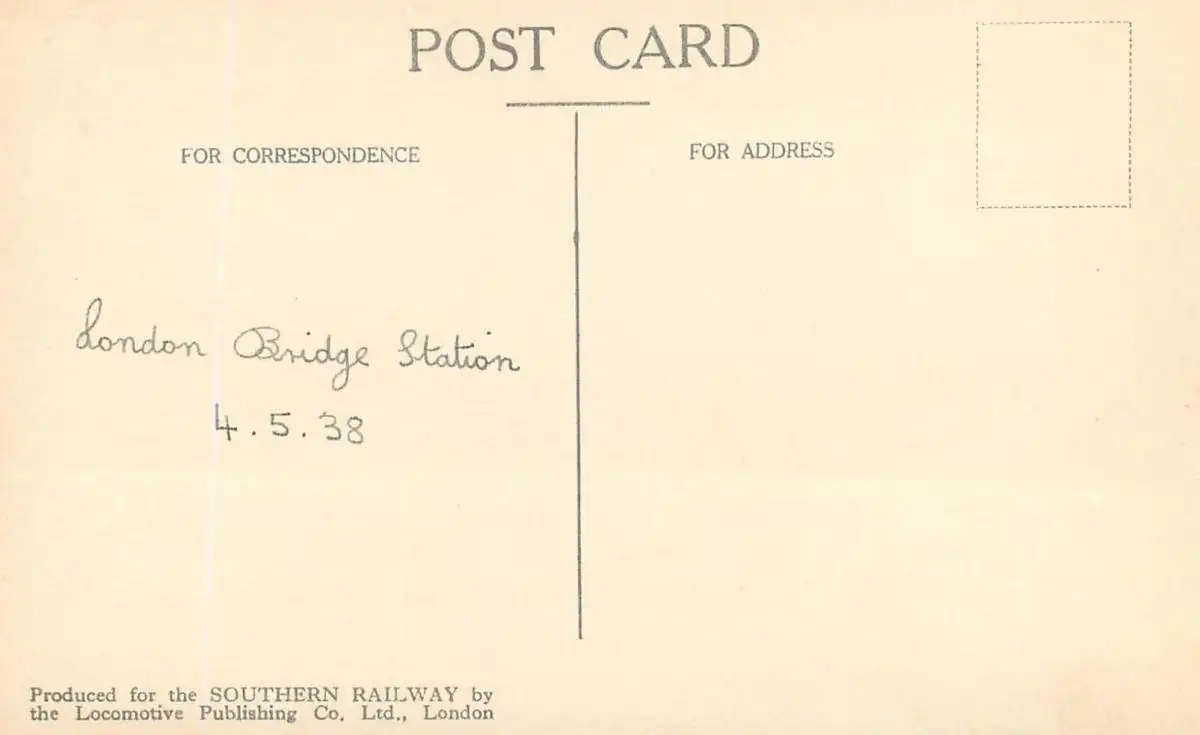 POST CARD
FOR CORRESPONDENCE
FOR ADDRESS
London Bridge Station
4.5.38
Produced for the SOUTHERN RAILWAY by
the Locomotive Publishing Co. Ltd., London